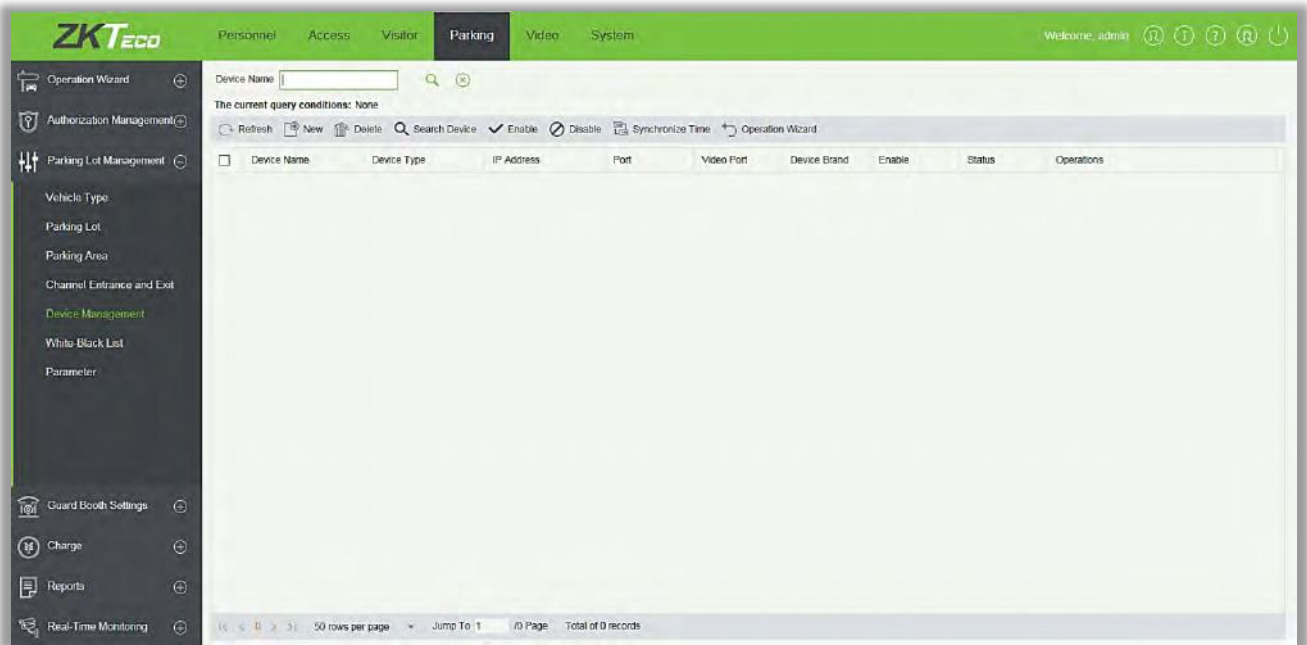 ZKTeco Personnel Access Visitor Parking Video System Welcome, admin
Operation Wizard
Authorization Management
Parking Lot Management
Vehicle Type
Parking Lot
Parking Area
Channel Entrance and Exit
Device Management
White-Black List
Parameter
Guard Booth Settings
Charge
Reports
Real-Time Monitoring
Device Name
The current query conditions: None
Refresh New Delete Search Device Enable Disable Synchronize Time Operation Wizard
Device Name Device Type IP Address Port Video Port Device Brand Enable Status Operations
0 50 rows per page Jump To 1 /0 Page Total of 0 records